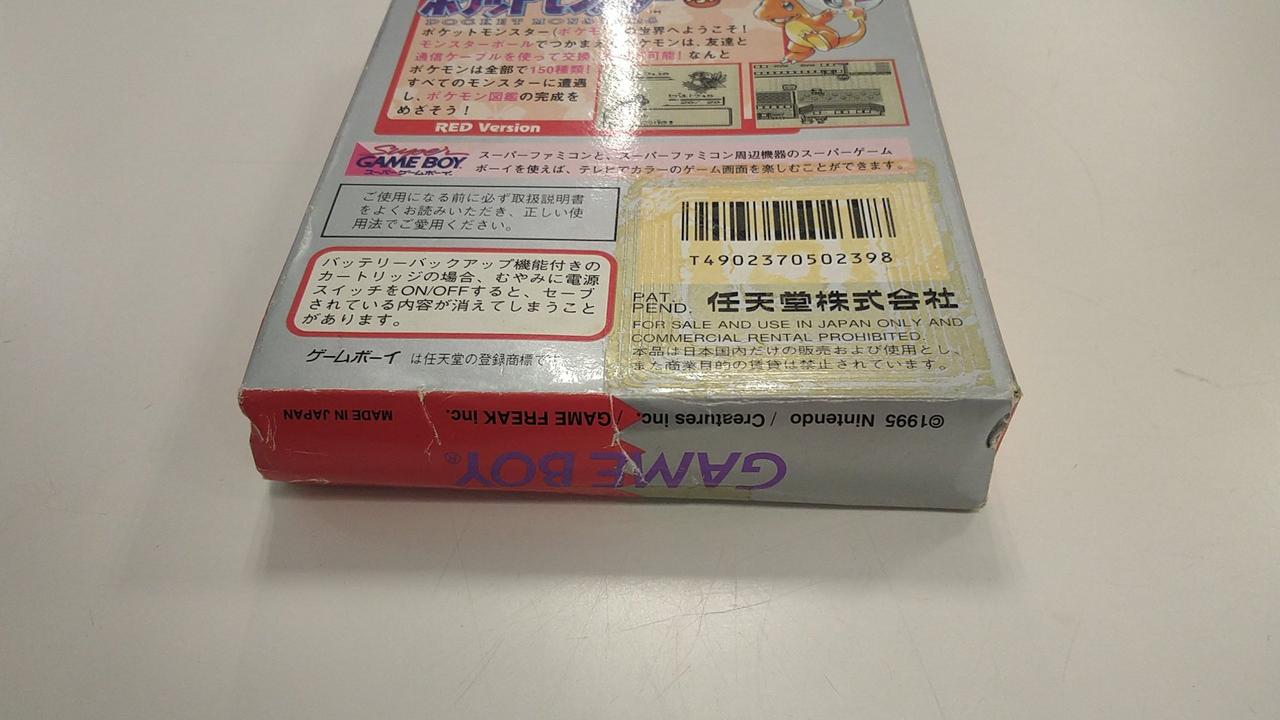 ポケットモンスター
POCKET MONSTERS
ポケットモンスター(ポケモン)の世界へようこそ!
モンスターボールでつかまえたポケモンは、友達と
通信ケーブルを使って交換 可能! なんと
ポケモンは全部で150種類!
すべてのモンスターに遭遇
し、ポケモン図鑑の完成を
めざそう!
20/ 20
RED Version
Super
GAME BOY
スーパーゲームボーイ
スーパーファミコンと、スーパーファミコン周辺機器のスーパーゲーム
ボーイを使えば、テレビでカラーのゲーム画面を楽しむことができます。
ご使用になる前に必ず取扱説明書
をよくお読みいただき、正しい使
用法でご愛用ください。
バッテリーバックアップ機能付きの
カートリッジの場合、むやみに電源
スイッチをON/OFFすると、セーブ
されている内容が消えてしまうこと
があります。
ゲームボーイ は任天堂の登録商標で
T4902370502398
PAT.
PEND. 任天堂株式会社
FOR SALE AND USE IN JAPAN ONLY AND
COMMERCIAL RENTAL PROHIBITED.
本品は日本国内だけの販売および使用とし、
また商業目的の賃貸は禁止されています。
©1995 Nintendo / Creatures inc. / GAME FREAK inc. MADE IN JAPAN
GAME BOY®